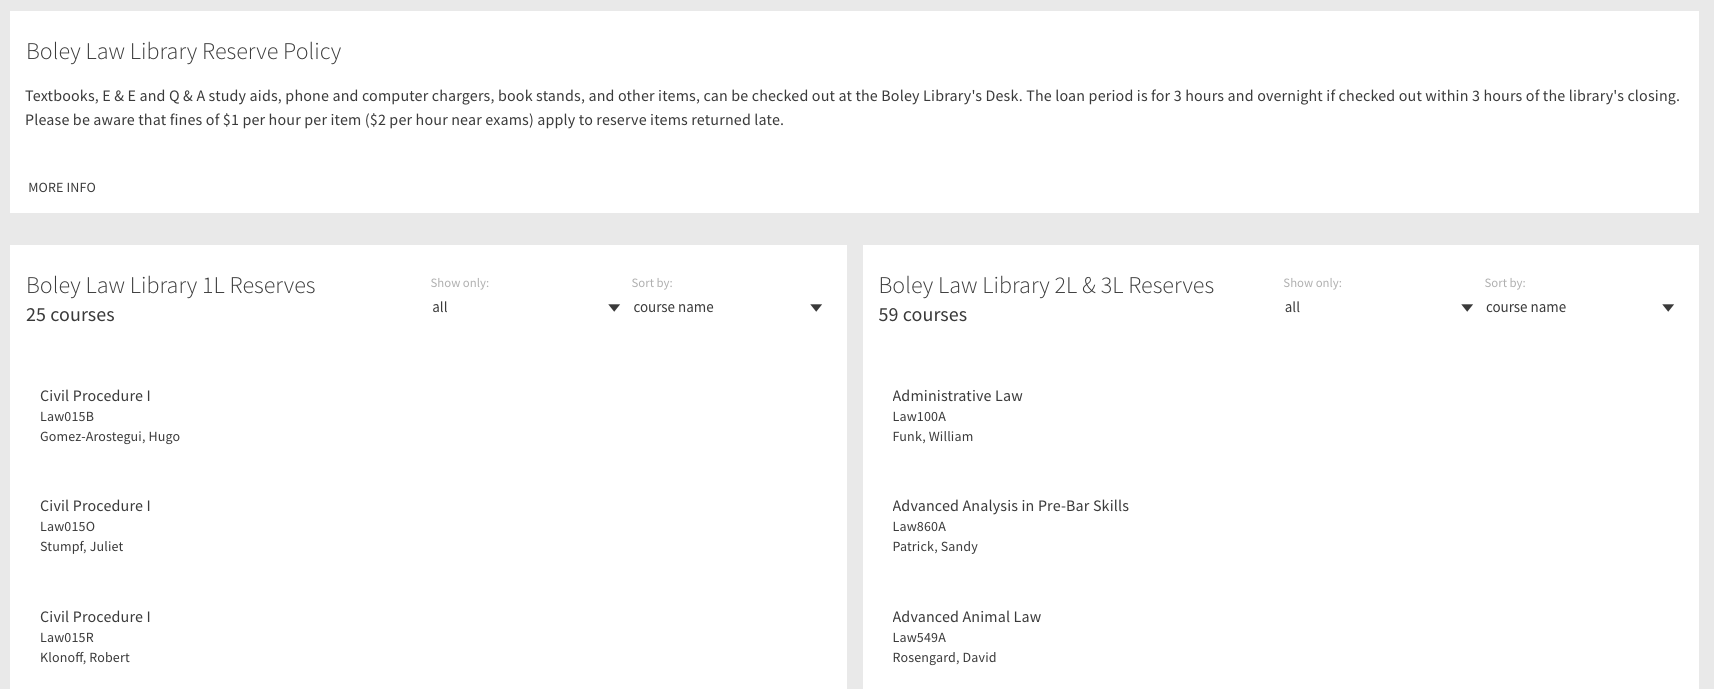 Boley Law Library Reserve Policy
Textbooks, E & E and Q & A study aids, phone and computer chargers, book stands, and other items, can be checked out at the Boley Library's Desk. The loan period is for 3 hours and overnight if checked out within 3 hours of the library's closing.
Please be aware that fines of $1 per hour per item ($2 per hour near exams) apply to reserve items returned late.
MORE INFO
Boley Law Library 1L Reserves
25 courses
Show only:
all
Sort by:
course name
Civil Procedure I
Law015B
Gomez-Arostegui, Hugo
Civil Procedure I
Law015O
Stumpf, Juliet
Civil Procedure I
Law015R
Klonoff, Robert
Boley Law Library 2L & 3L Reserves
59 courses
Show only:
all
Sort by:
course name
Administrative Law
Law100A
Funk, William
Advanced Analysis in Pre-Bar Skills
Law860A
Patrick, Sandy
Advanced Animal Law
Law549A
Rosengard, David